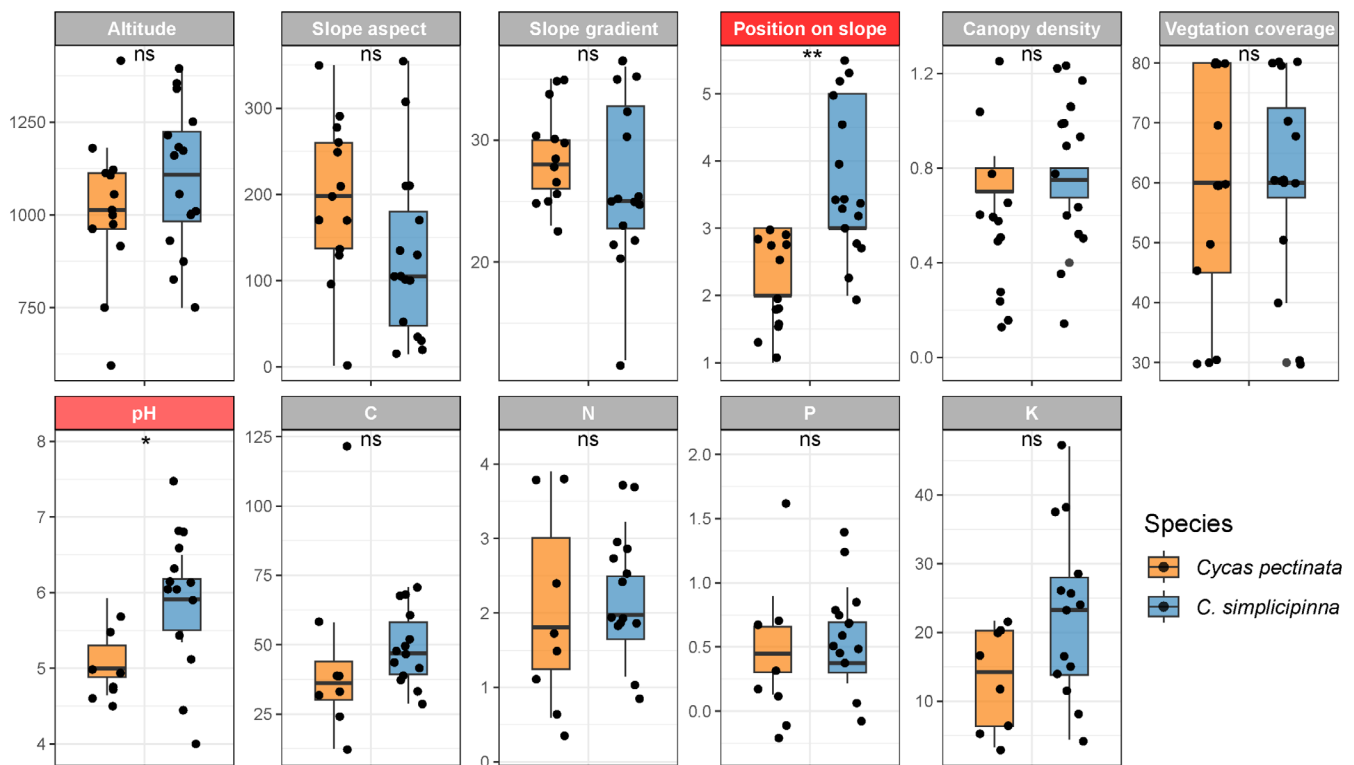 Altitude
Slope aspect
Slope gradient
Position on slope
Canopy density
Vegtation coverage
ns
ns
ns
**
ns
ns
1250
1000
750
300
200
100
0
30
20
5
4
3
2
1
1.2
0.8
0.4
0.0
80
70
60
50
40
30
pH
C
N
P
K
*
ns
ns
ns
ns
8
7
6
5
4
125
100
75
50
25
4
3
2
1
0
2.0
1.5
1.0
0.5
0.0
40
30
20
10
Species
Cycas pectinata
C. simplicipinna